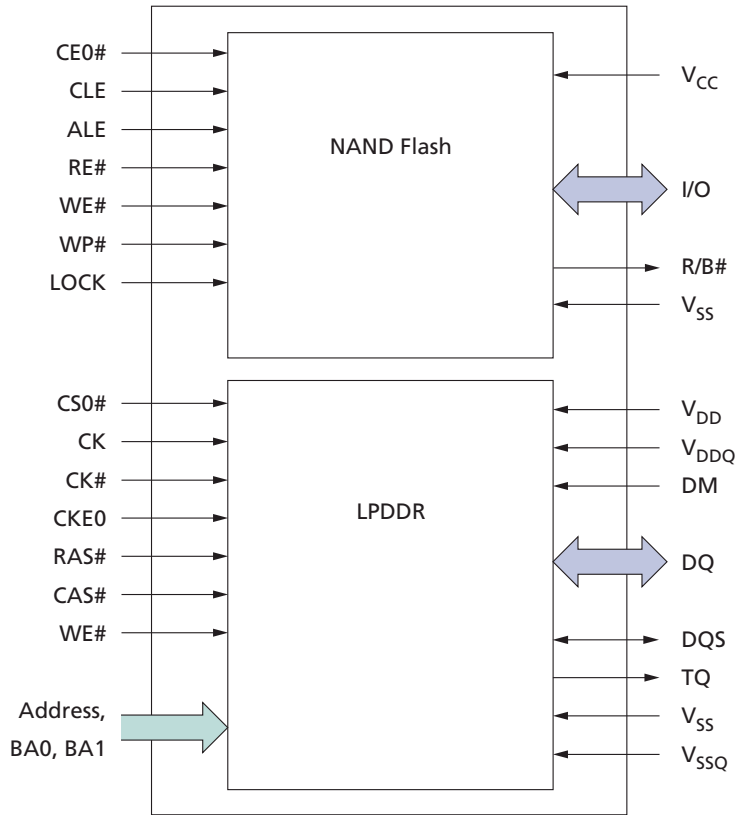 CE0#
CLE
ALE
RE#
WE#
WP#
LOCK
NAND Flash
VCC
I/O
R/B#
VSS
CS0#
CK
CK#
CKE0
RAS#
CAS#
WE#
Address,
BA0, BA1
LPDDR
VDD
VDDQ
DM
DQ
DQS
TQ
VSS
VSSQ